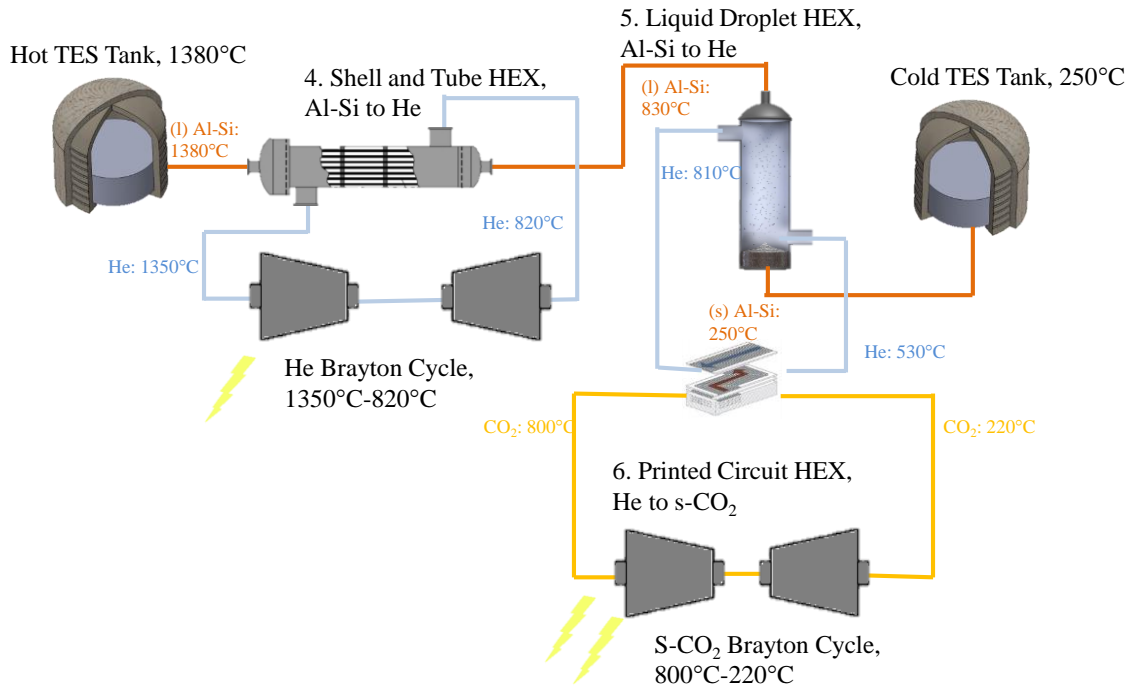 5. Liquid Droplet HEX,
Al-Si to He
Hot TES Tank, 1380°C
4. Shell and Tube HEX,
Al-Si to He
Cold TES Tank, 250°C
(l) Al-Si:
1380°C
(l) Al-Si:
830°C
He: 810°C
He: 820°C
He: 1350°C
(s) Al-Si:
250°C
He: 530°C
He Brayton Cycle,
1350°C-820°C
CO₂: 800°C
CO₂: 220°C
6. Printed Circuit HEX,
He to s-CO₂
S-CO₂ Brayton Cycle,
800°C-220°C